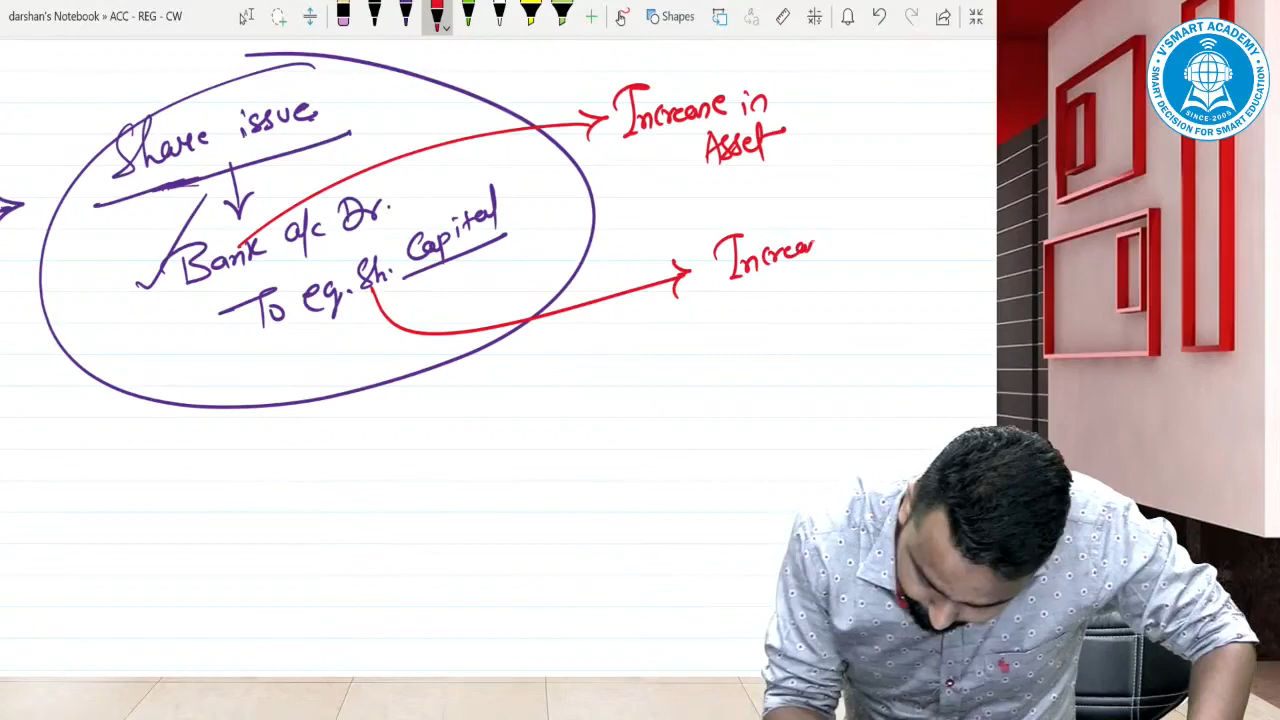 darshan's Notebook » ACC - REG - CW
Shapes
V'SMART ACADEMY
SMART DECISION FOR SMART EDUCATION
SINCE-2009
Share issue
Bank a/c Dr.
To eq. Sh. Capital
Increase in
Asset
Increa